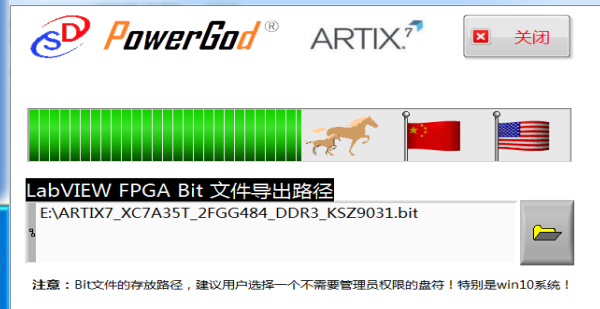 SD PowerGod ® ARTIX.7 关闭
LabVIEW FPGA Bit 文件导出路径
E:\ARTIX7_XC7A35T_2FGG484_DDR3_KSZ9031.bit
注意：Bit文件的存放路径，建议用户选择一个不需要管理员权限的盘符！特别是win10系统！